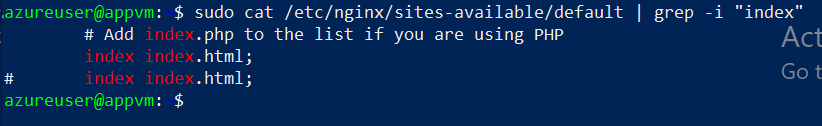 azureuser@appvm: $ sudo cat /etc/nginx/sites-available/default | grep -i "index"
        # Add index.php to the list if you are using PHP
        index index.html;
#       index index.html;
azureuser@appvm: $
Act
Go t